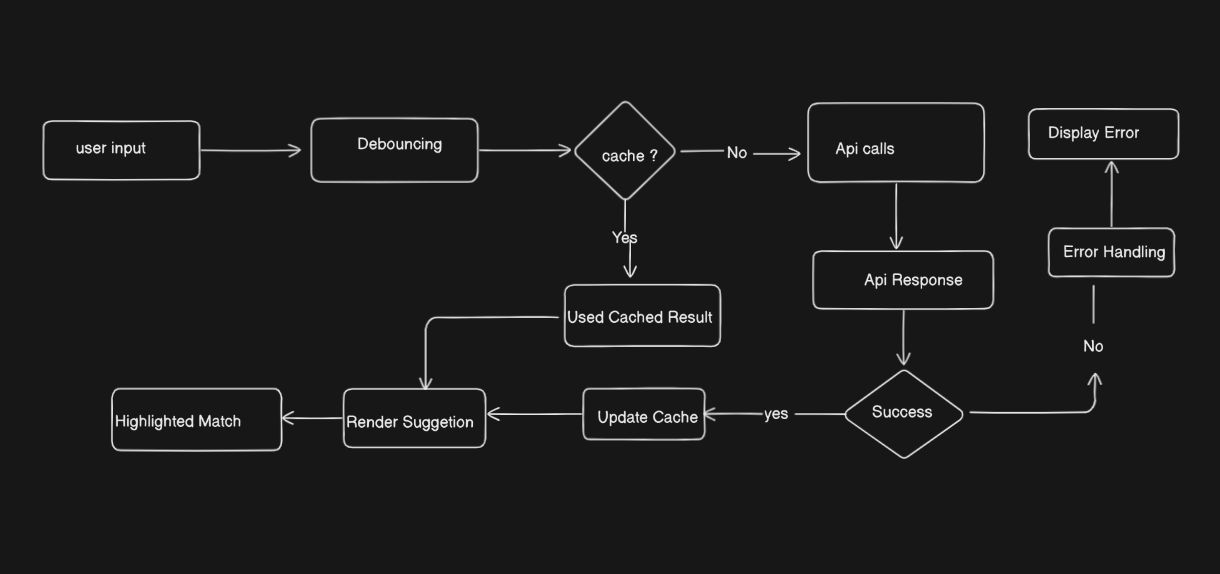 user input
Debouncing
cache ?
No
Api calls
Display Error
Yes
Error Handling
Api Response
Used Cached Result
No
Highlighted Match
Render Suggetion
Update Cache
yes
Success